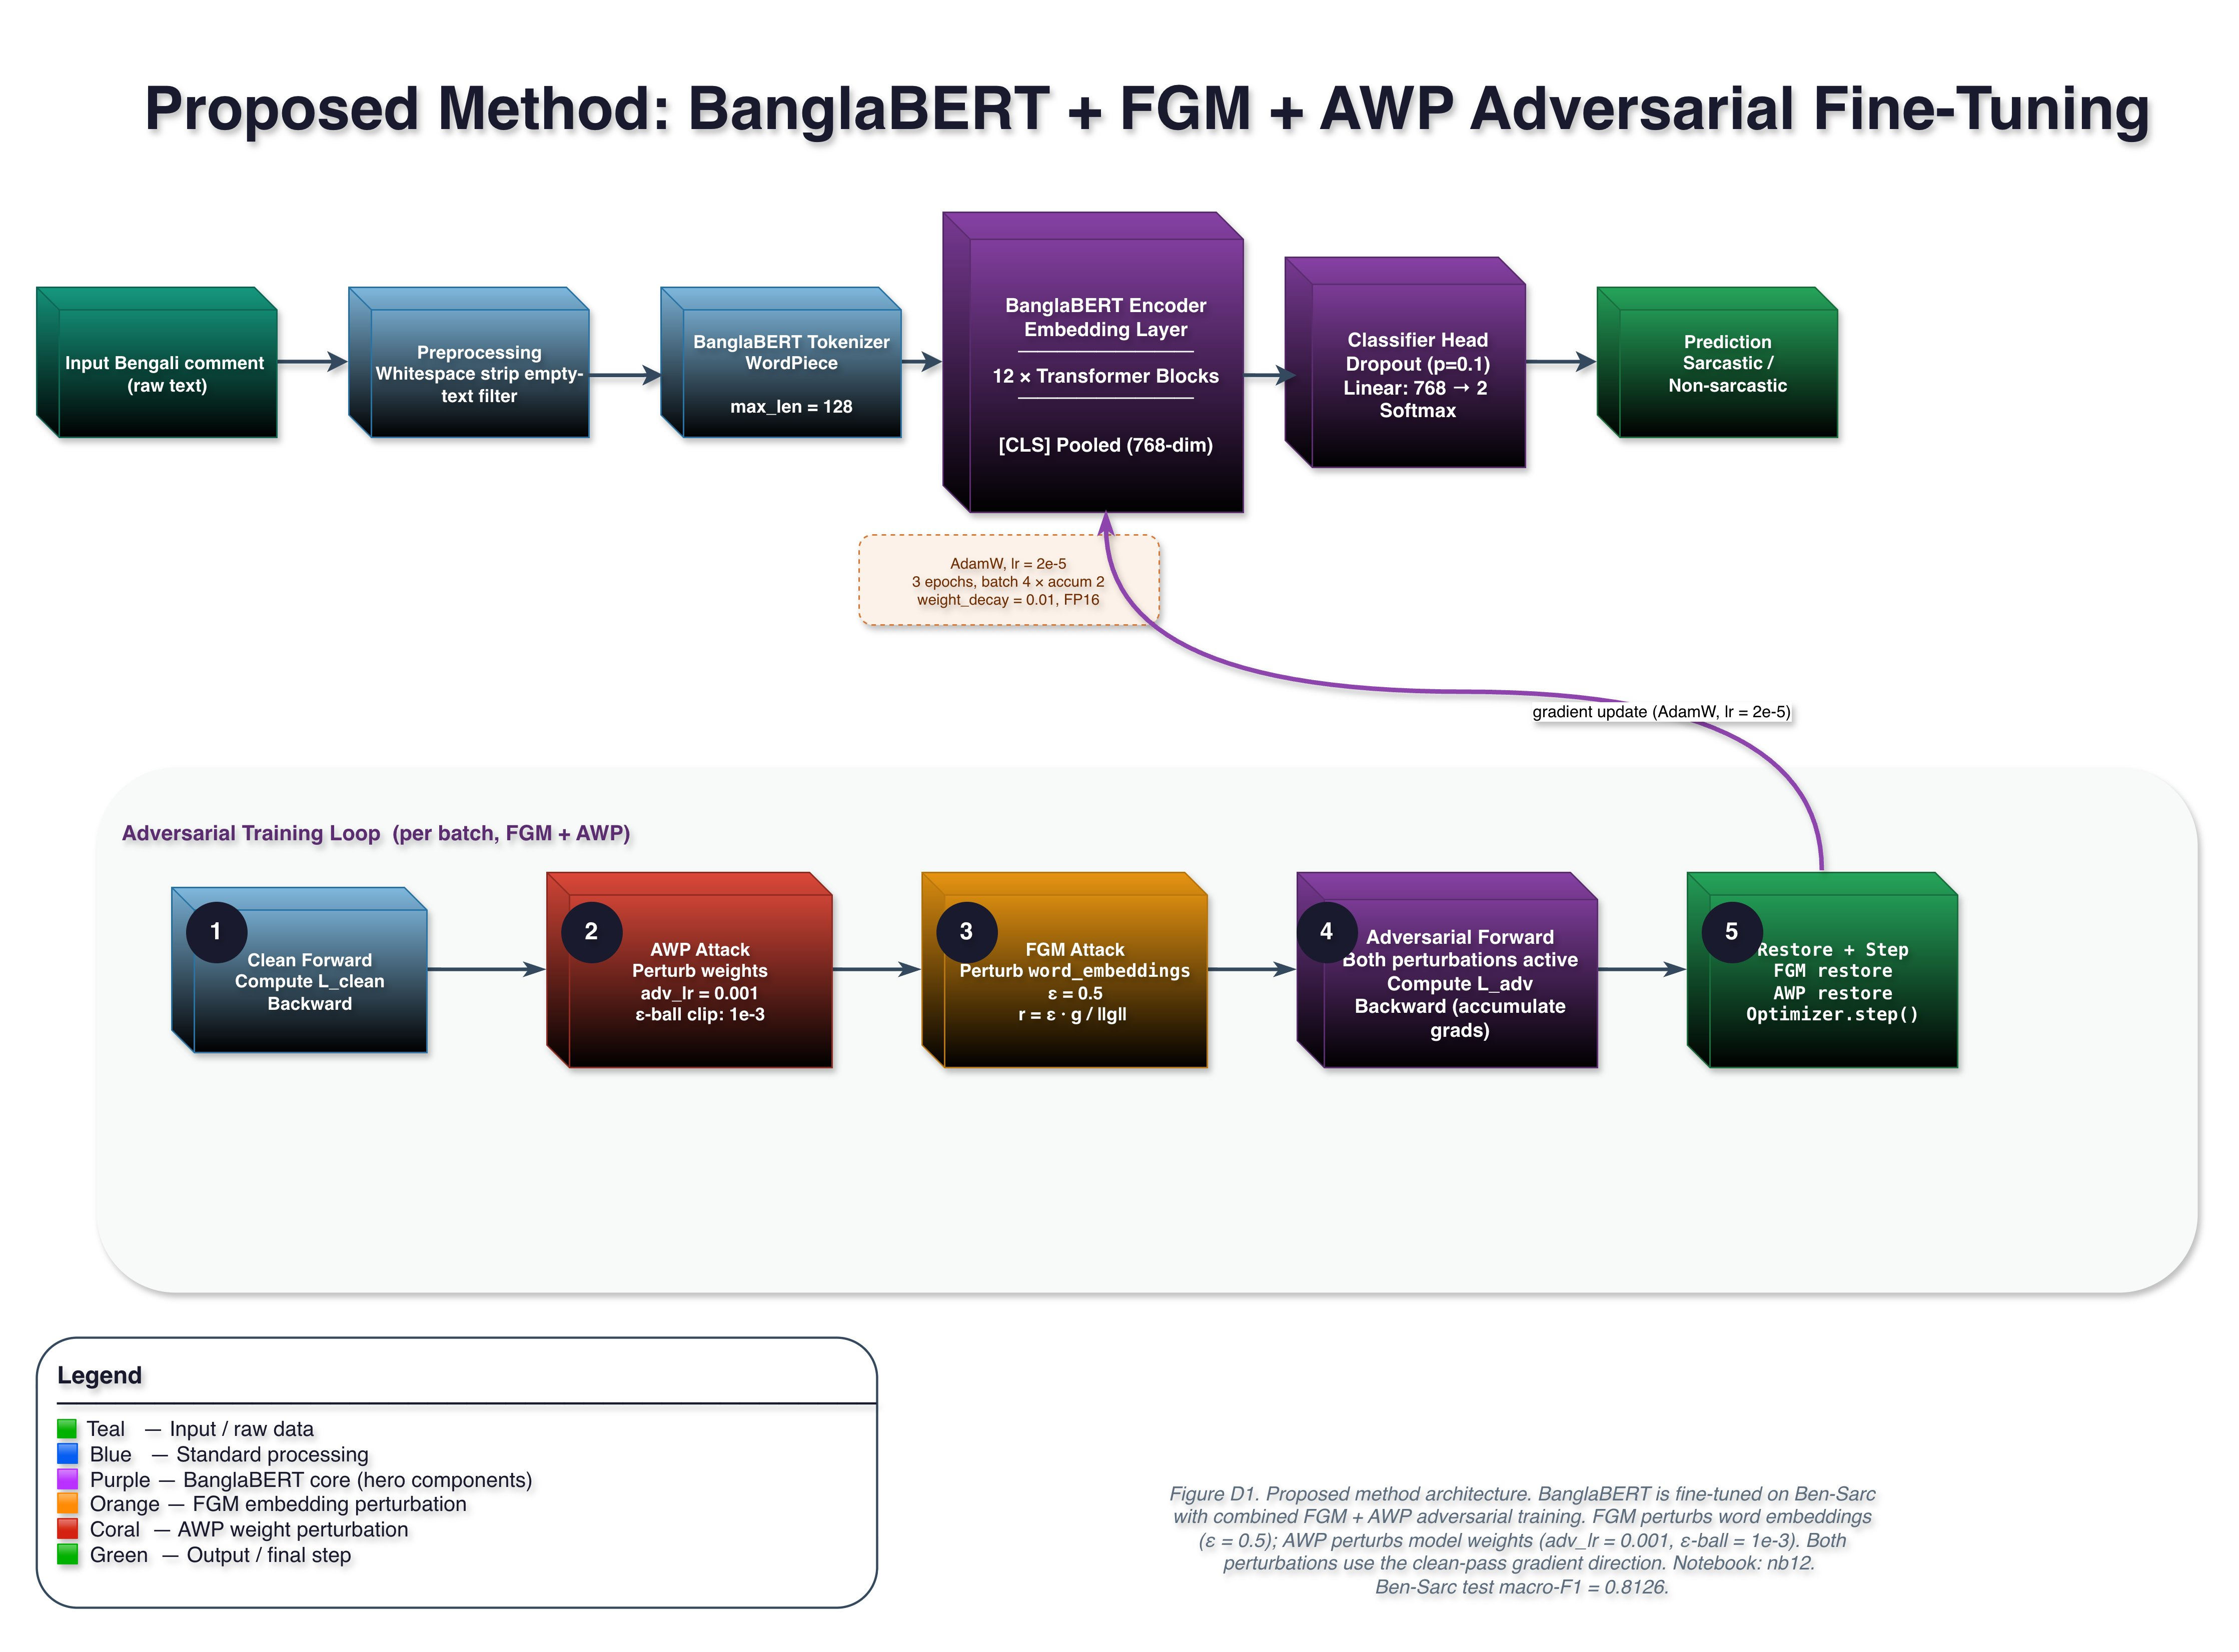 Proposed Method: BanglaBERT + FGM + AWP Adversarial Fine-Tuning
Input Bengali comment
(raw text)
Preprocessing
Whitespace strip empty-
text filter
BanglaBERT Tokenizer
WordPiece
max_len = 128
BanglaBERT Encoder
Embedding Layer
12 × Transformer Blocks
[CLS] Pooled (768-dim)
Classifier Head
Dropout (p=0.1)
Linear: 768 → 2
Softmax
Prediction
Sarcastic /
Non-sarcastic
AdamW, lr = 2e-5
3 epochs, batch 4 × accum 2
weight_decay = 0.01, FP16
gradient update (AdamW, lr = 2e-5)
Adversarial Training Loop (per batch, FGM + AWP)
1
Clean Forward
Compute L_clean
Backward
2
AWP Attack
Perturb weights
adv_lr = 0.001
ε-ball clip: 1e-3
3
FGM Attack
Perturb word_embeddings
ε = 0.5
r = ε · g / ||g||
4
Adversarial Forward
Both perturbations active
Compute L_adv
Backward (accumulate
grads)
5
Restore + Step
FGM restore
AWP restore
Optimizer.step()
Legend
Teal — Input / raw data
Blue — Standard processing
Purple — BanglaBERT core (hero components)
Orange — FGM embedding perturbation
Coral — AWP weight perturbation
Green — Output / final step
Figure D1. Proposed method architecture. BanglaBERT is fine-tuned on Ben-Sarc
with combined FGM + AWP adversarial training. FGM perturbs word embeddings
(ε = 0.5); AWP perturbs model weights (adv_lr = 0.001, ε-ball = 1e-3). Both
perturbations use the clean-pass gradient direction. Notebook: nb12.
Ben-Sarc test macro-F1 = 0.8126.